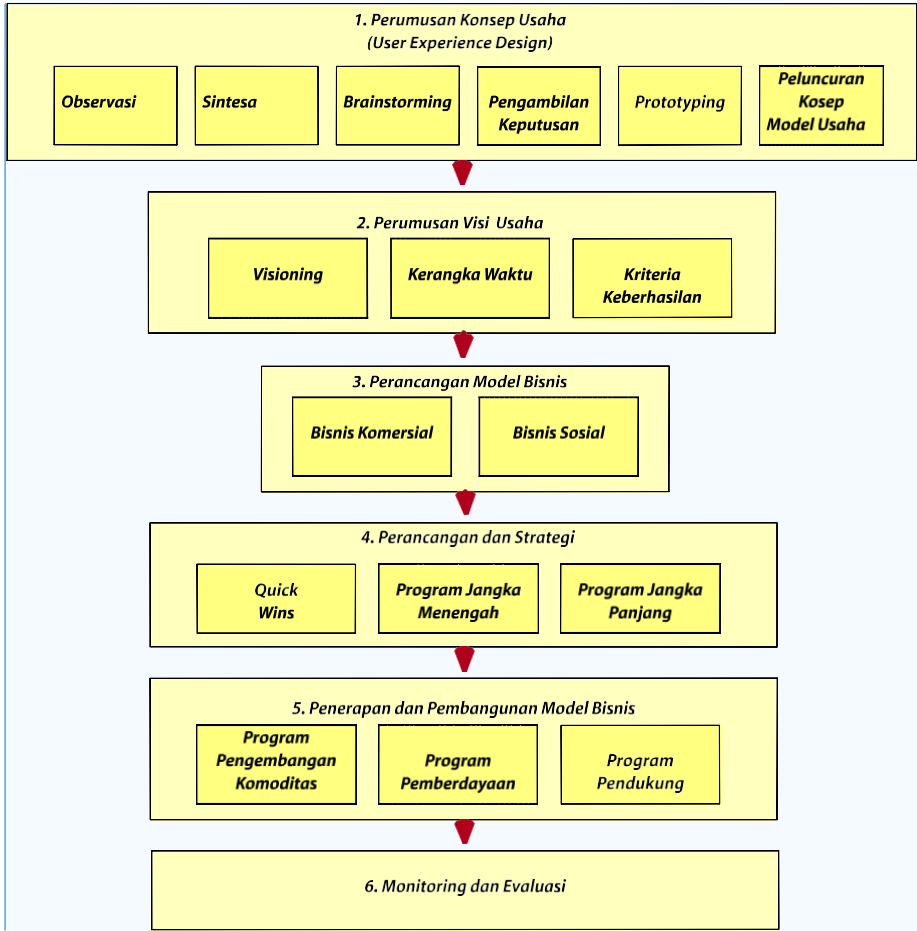 1. Perumusan Konsep Usaha
(User Experience Design)
Observasi
Sintesa
Brainstorming
Pengambilan
Keputusan
Prototyping
Peluncuran
Kosep
Model Usaha
2. Perumusan Visi Usaha
Visioning
Kerangka Waktu
Kriteria
Keberhasilan
3. Perancangan Model Bisnis
Bisnis Komersial
Bisnis Sosial
4. Perancangan dan Strategi
Quick
Wins
Program Jangka
Menengah
Program Jangka
Panjang
5. Penerapan dan Pembangunan Model Bisnis
Program
Pengembangan
Komoditas
Program
Pemberdayaan
Program
Pendukung
6. Monitoring dan Evaluasi